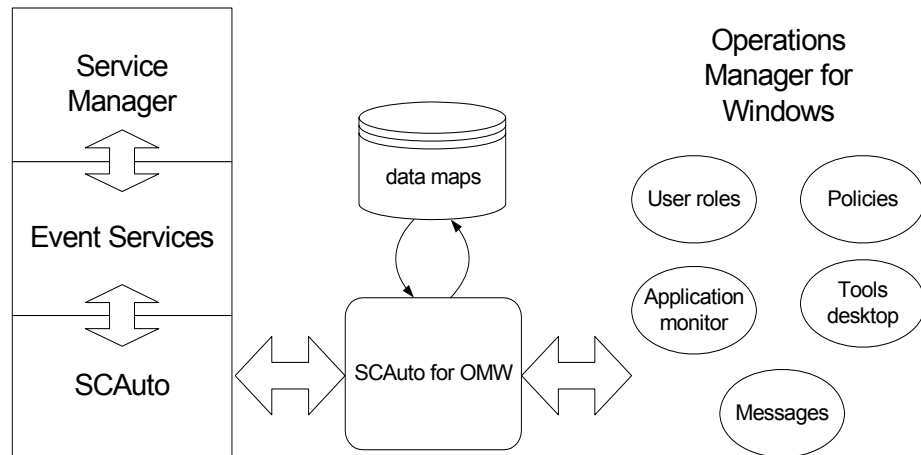 Service
Manager
Event Services
SCAuto
data maps
SCAuto for OMW
Operations
Manager for
Windows
User roles
Policies
Application
monitor
Tools
desktop
Messages